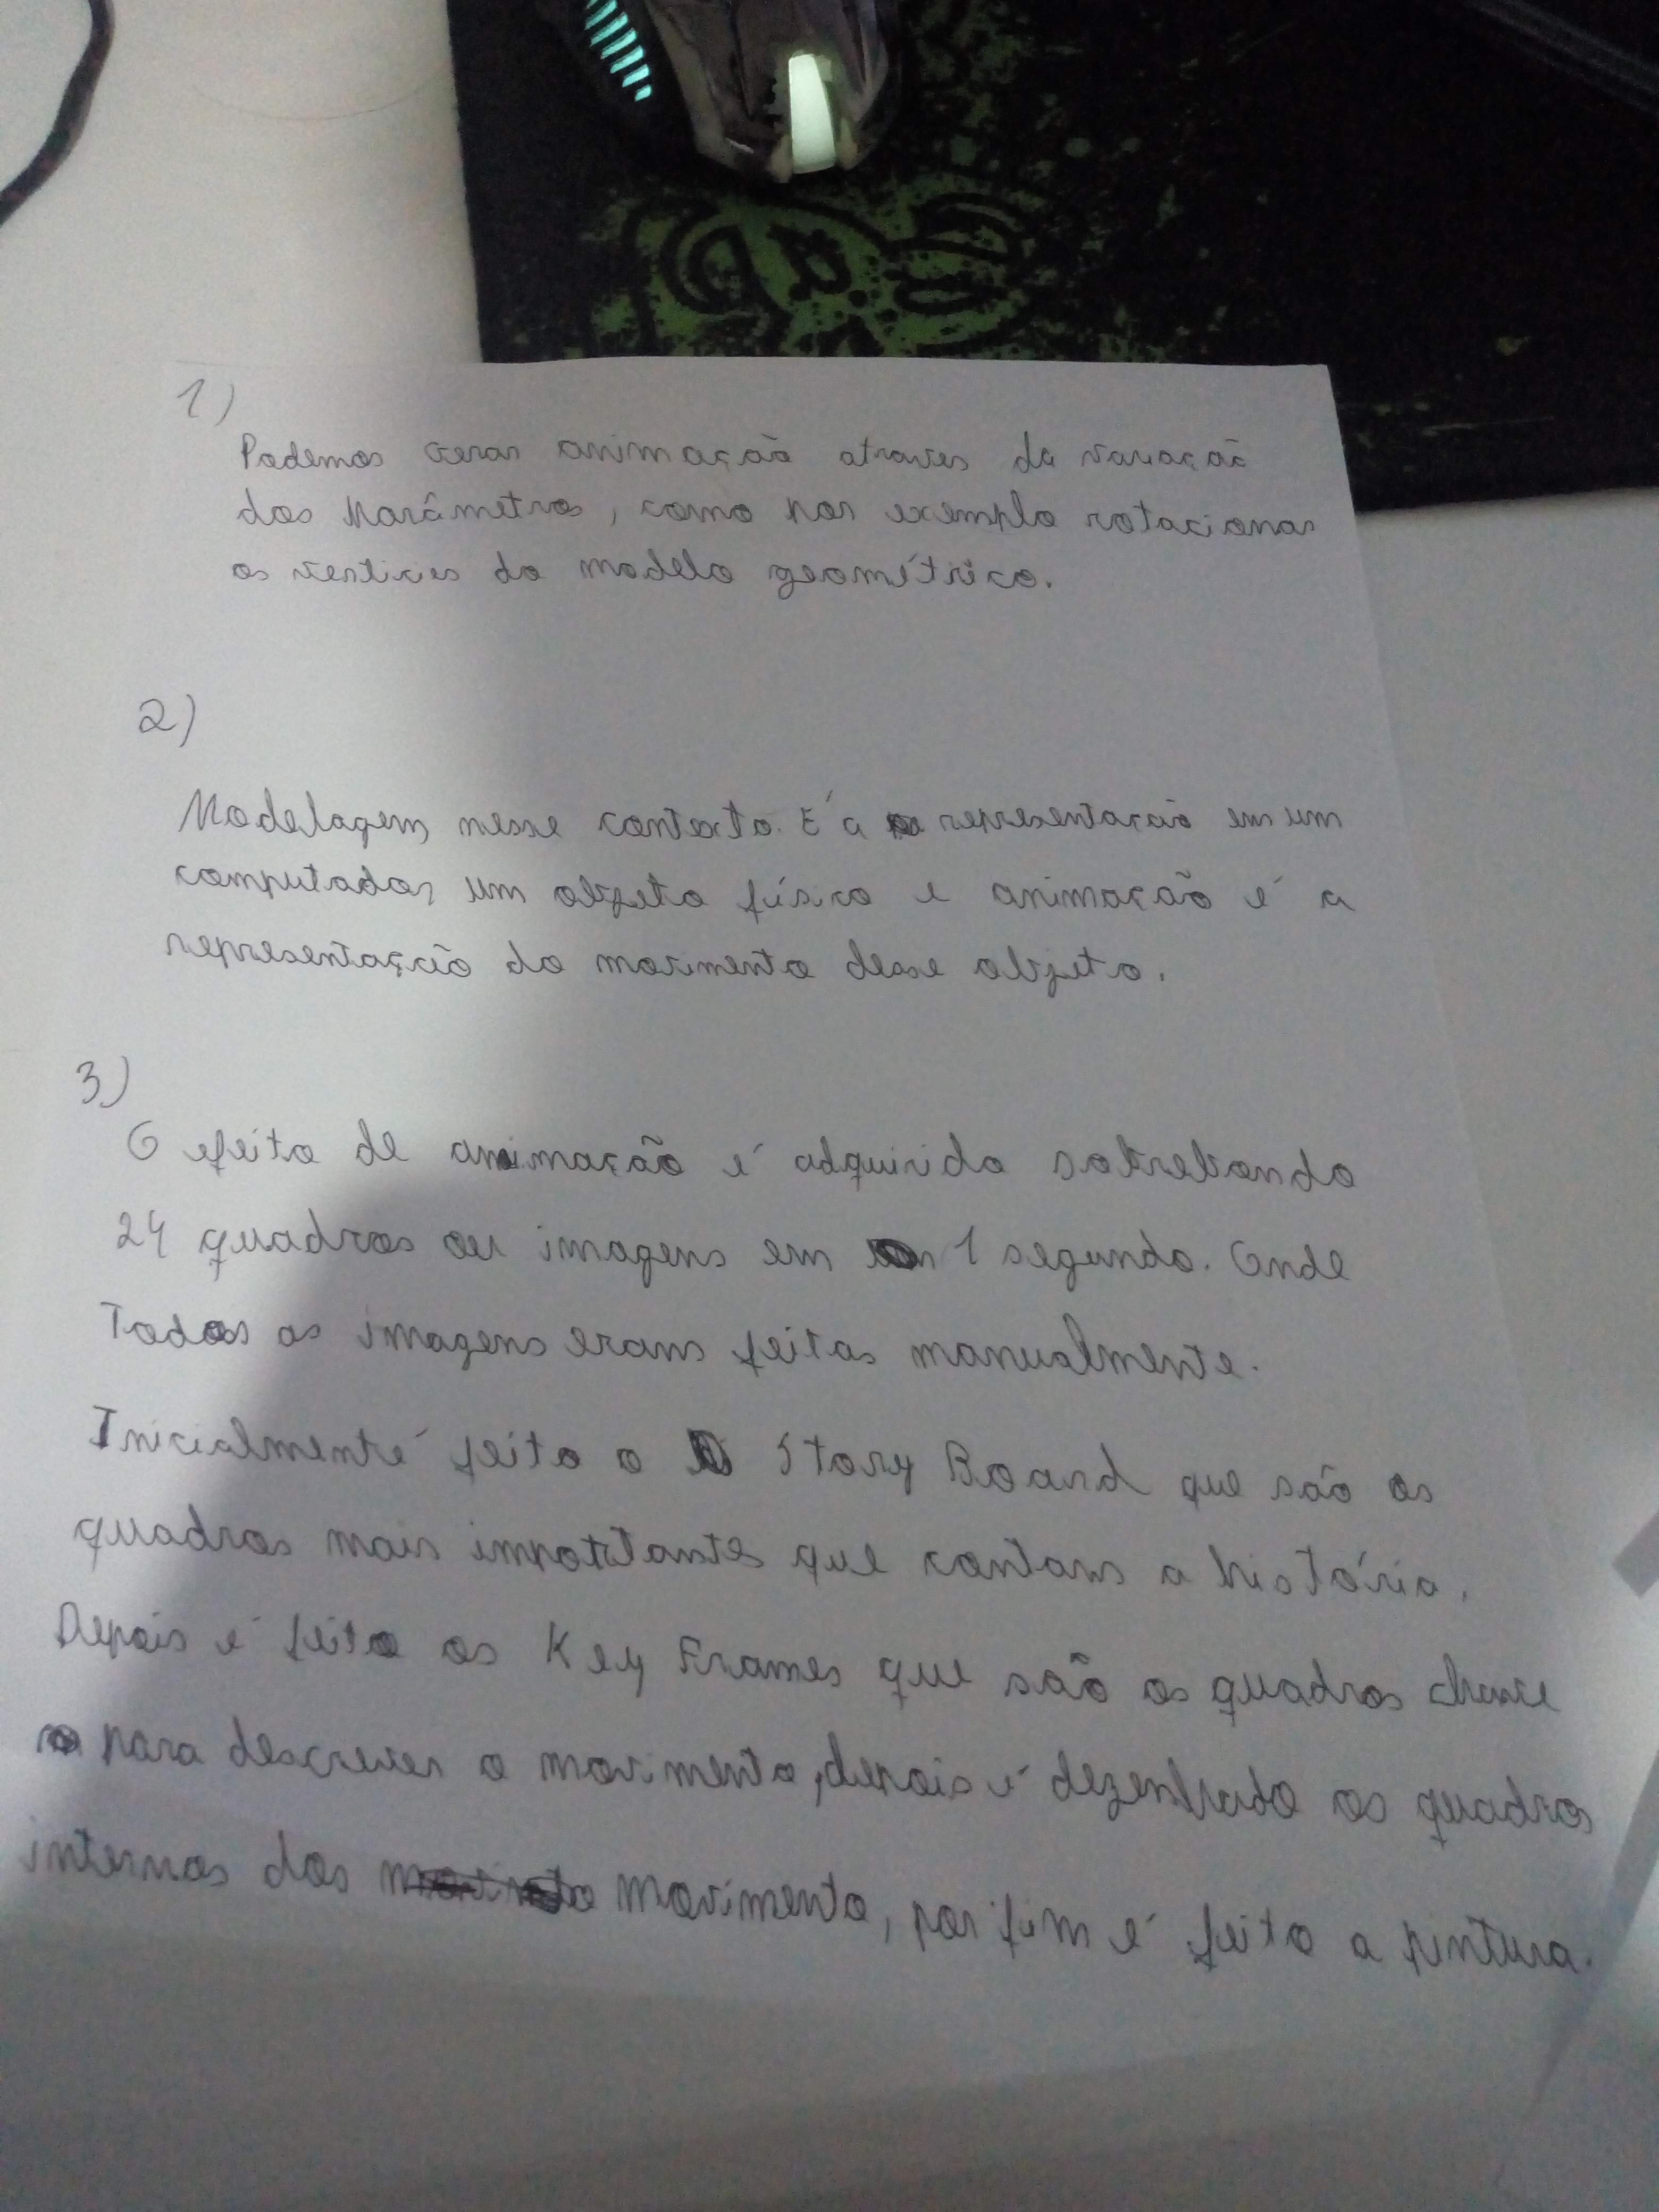 1)
Podemos gerar animação atraves da variação
dos parâmetros, como por exemplo rotacionar
os vertices do modelo geométrico.
2)
Modelagem, nesse contexto. É a representação em um
computador, um objeto físico e animação é a
representação do movimento desse objeto.
3)
O efeito de animação é adquirido
24 quadros ou imagens em 1 segundo. Onde
Todas as imagens eram feitas manualmente.
Inicialmente é feito o Story Board que são os
quadros mais importantes que contam a história.
Depois é feito os Key Frames que são os quadros chave
para descrever o movimento, depois é os quadros
internos dos movimento, por fim é feito a pintura.